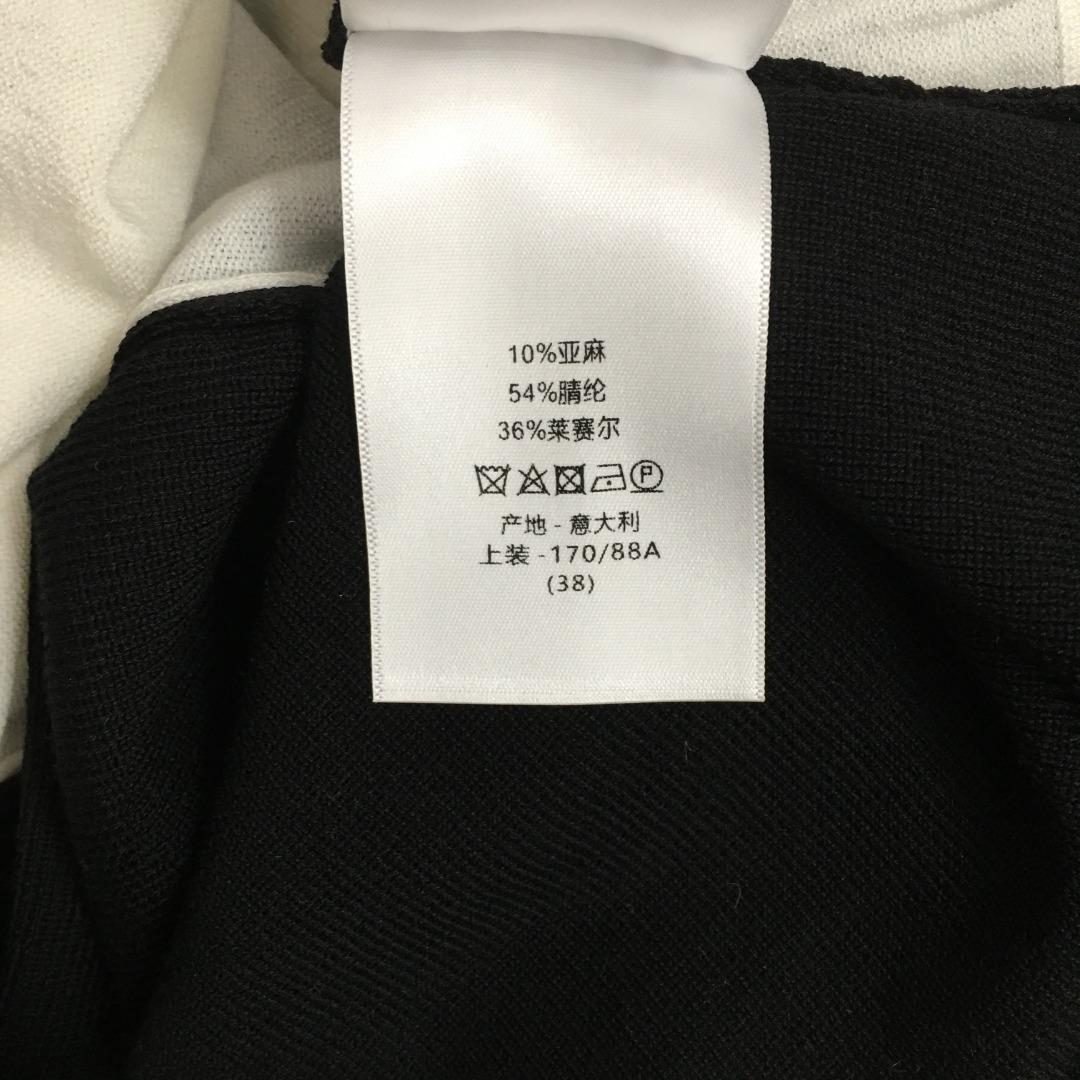 10%亚麻
54%腈纶
36%莱赛尔
P
产地 - 意大利
上装 -170/88A
(38)